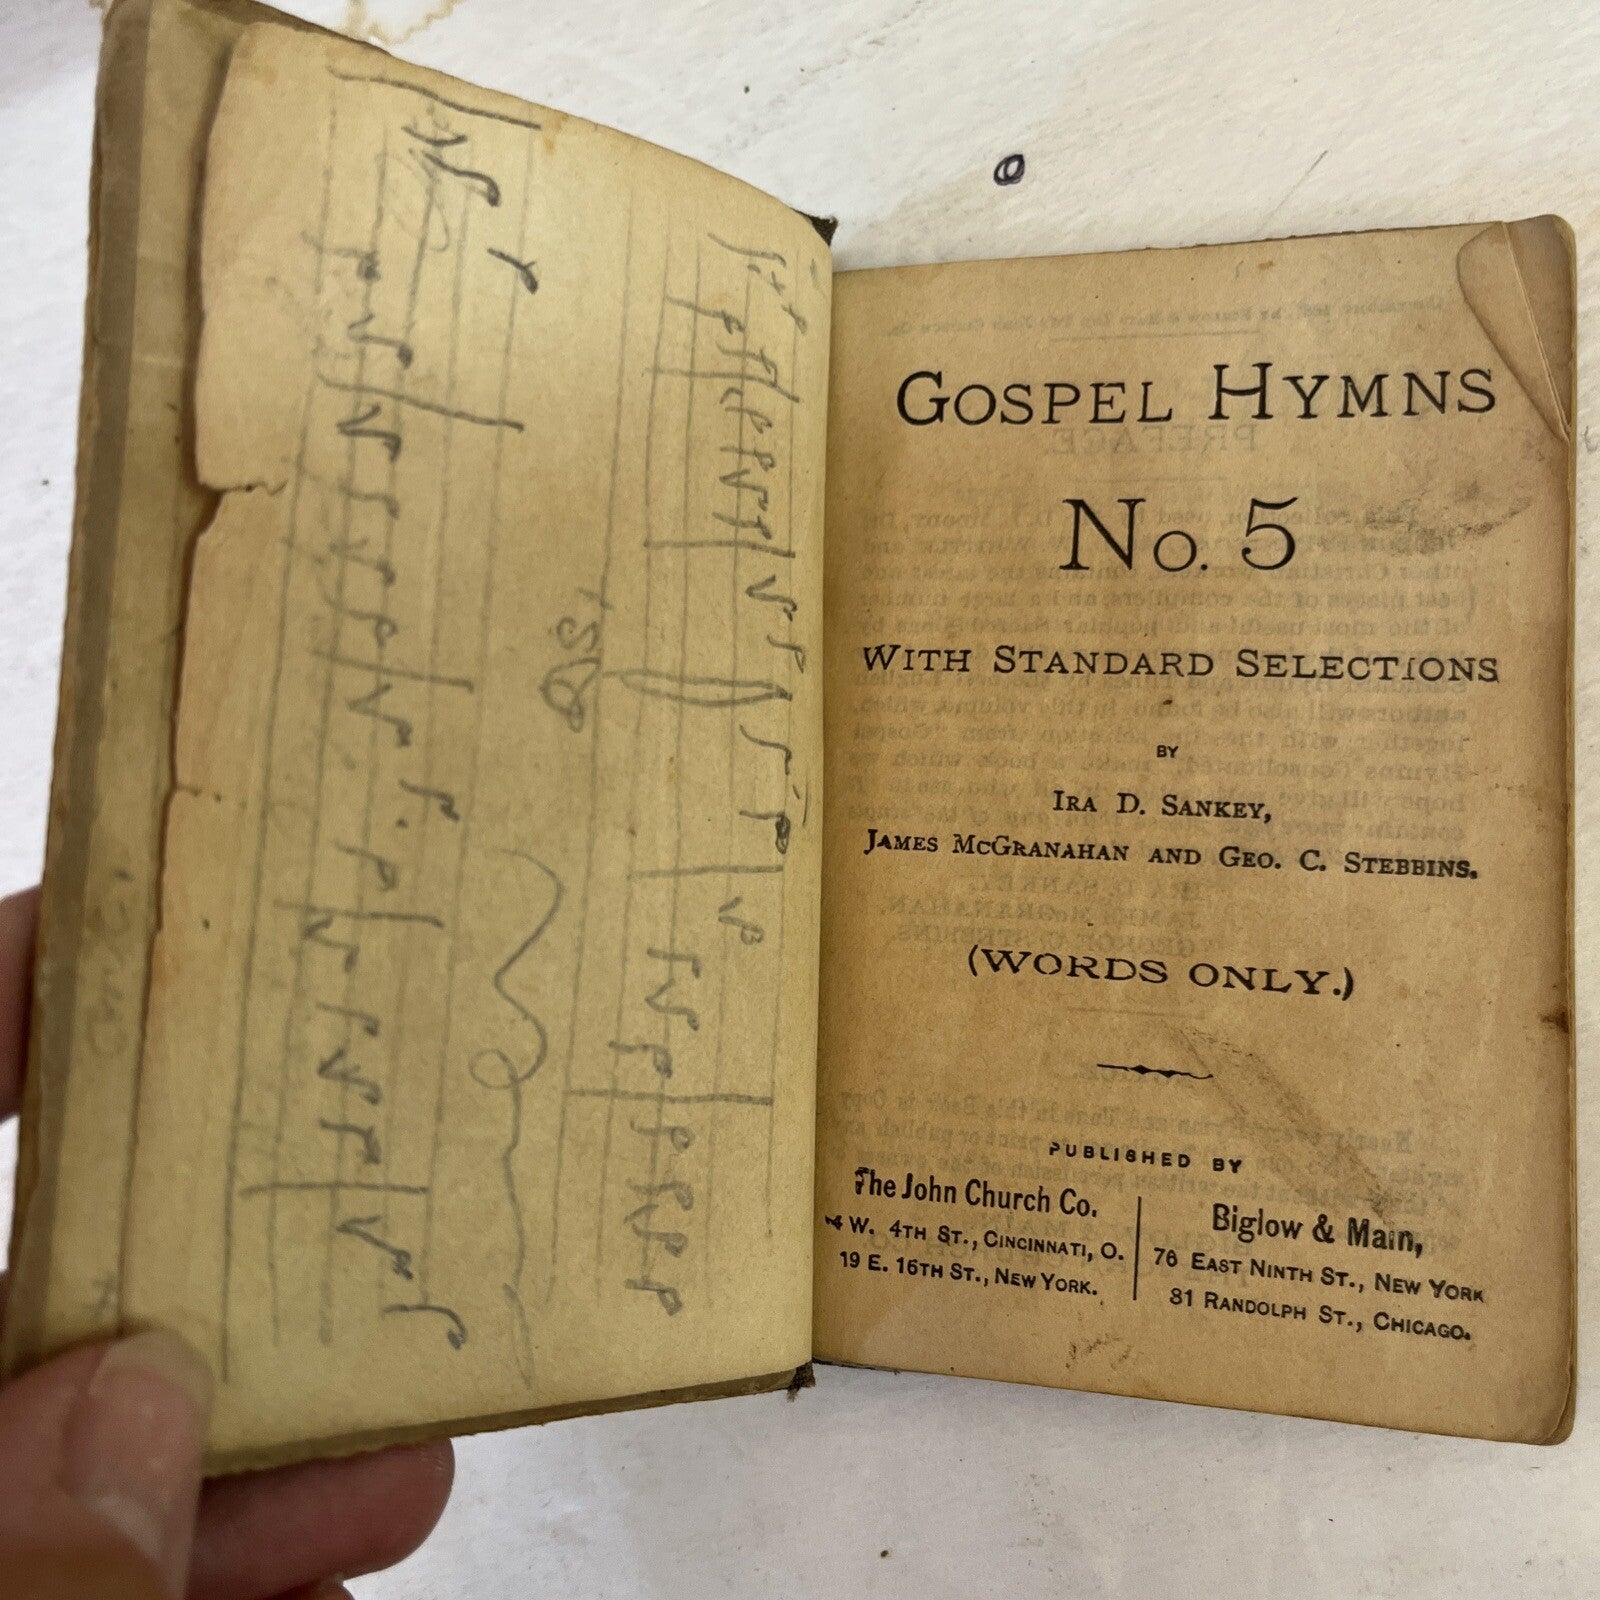 GOSPEL HYMNS
No. 5
WITH STANDARD SELECTIONS
BY
IRA D. SANKEY,
JAMES McGRANAHAN AND GEO. C. STEBBINS.
(WORDS ONLY.)
PUBLISHED BY
The John Church Co.
74 W. 4TH ST., CINCINNATI, O.
19 E. 16TH ST., NEW YORK.
Biglow & Main,
76 EAST NINTH ST., NEW YORK
81 RANDOLPH ST., CHICAGO.